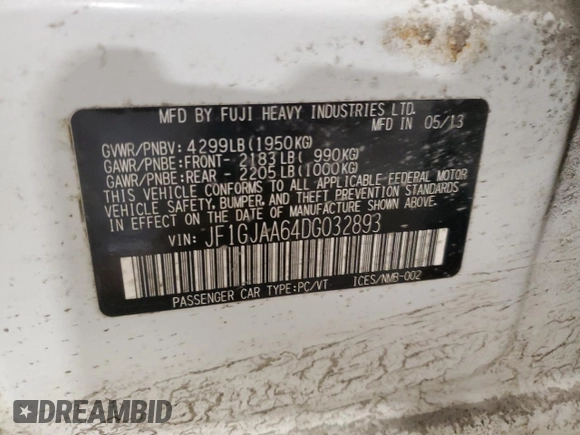 MFD BY FUJI HEAVY INDUSTRIES LTD.
MFD IN 05/13
GVWR/PNBV: 4299LB(1950KG)
GAWR/PNBE:FRONT- 2183LB( 990KG)
GAWR/PNBE:REAR - 2205LB(1000KG)
THIS VEHICLE CONFORMS TO ALL APPLICABLE FEDERAL MOTOR
VEHICLE SAFETY, BUMPER, AND THEFT PREVENTION STANDARDS
IN EFFECT ON THE DATE OF MANUFACTURE SHOWN ABOVE.
VIN: JF1GJAA64DG032893
PASSENGER CAR TYPE:PC/VT ICES/NMB-002
DREAMBID